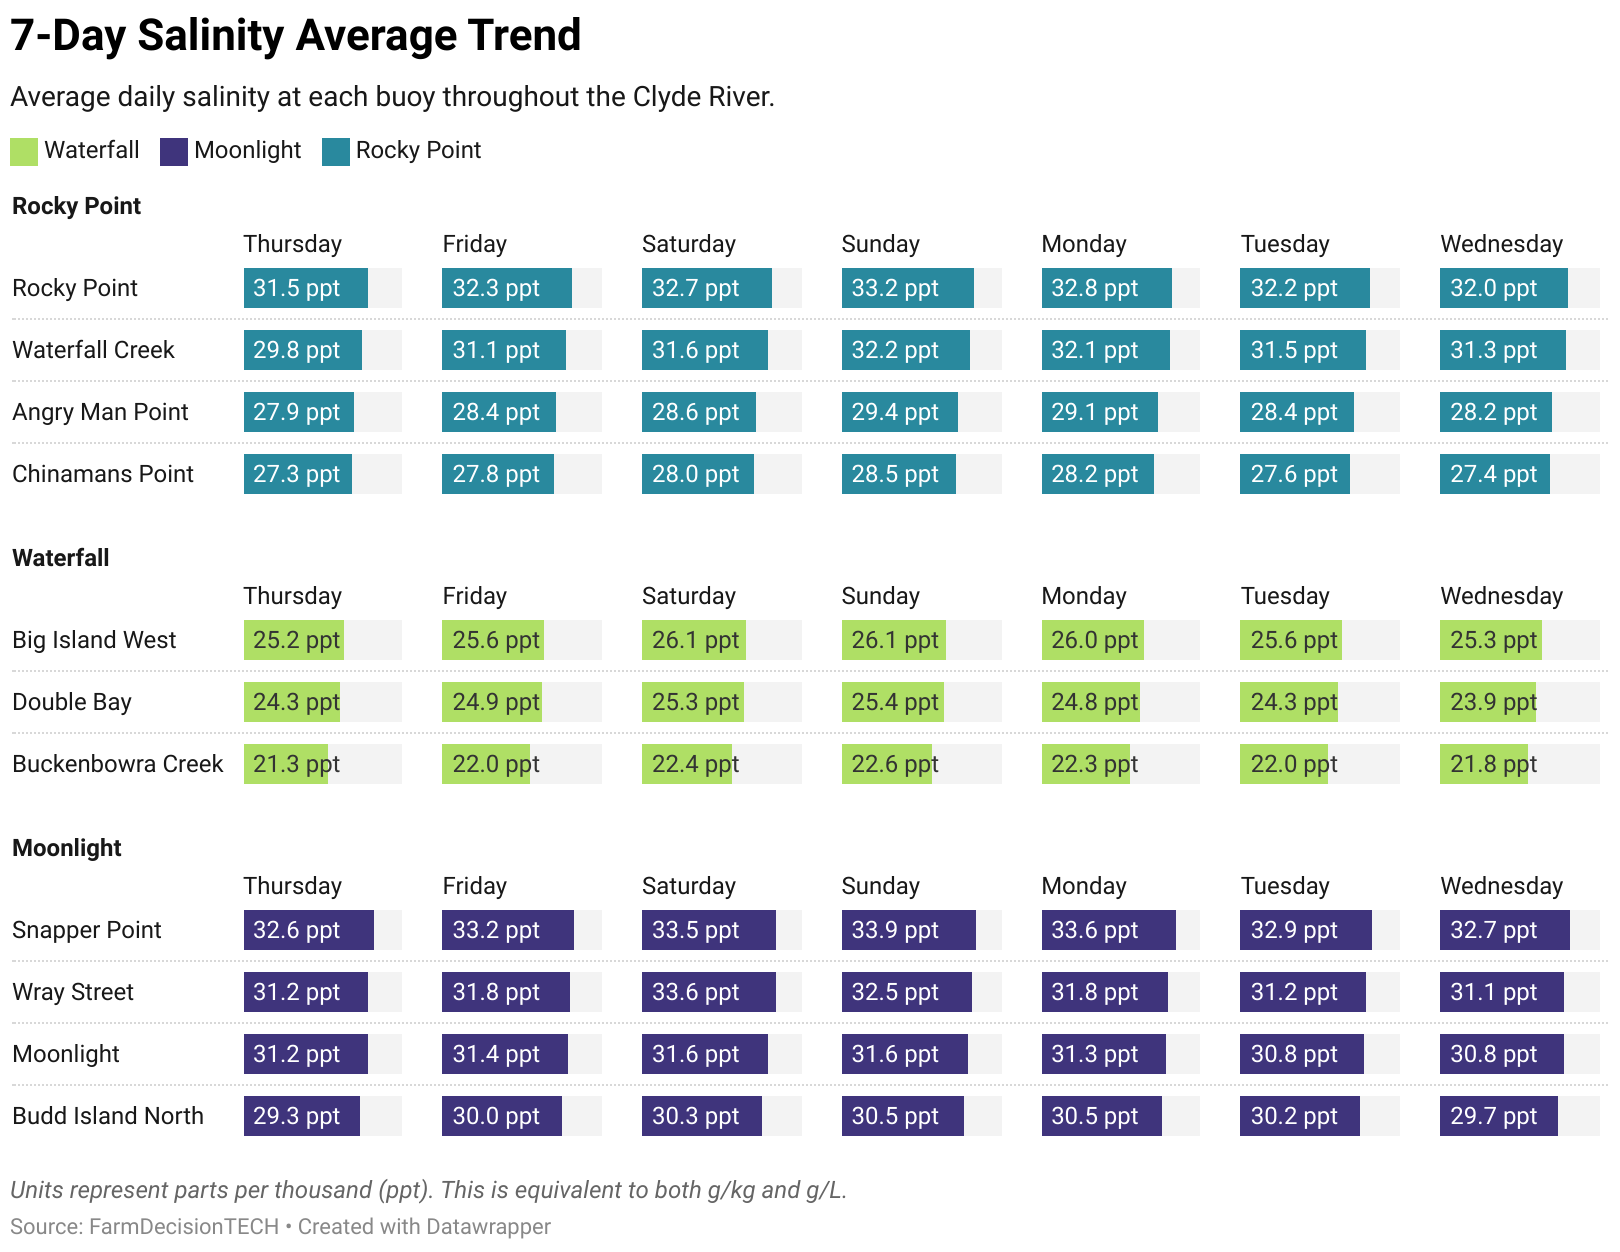 7-Day Salinity Average Trend
Average daily salinity at each buoy throughout the Clyde River.
Waterfall Moonlight Rocky Point
Rocky Point
Thursday Friday Saturday Sunday Monday Tuesday Wednesday
Rocky Point 31.5 ppt 32.3 ppt 32.7 ppt 33.2 ppt 32.8 ppt 32.2 ppt 32.0 ppt
Waterfall Creek 29.8 ppt 31.1 ppt 31.6 ppt 32.2 ppt 32.1 ppt 31.5 ppt 31.3 ppt
Angry Man Point 27.9 ppt 28.4 ppt 28.6 ppt 29.4 ppt 29.1 ppt 28.4 ppt 28.2 ppt
Chinamans Point 27.3 ppt 27.8 ppt 28.0 ppt 28.5 ppt 28.2 ppt 27.6 ppt 27.4 ppt
Waterfall
Thursday Friday Saturday Sunday Monday Tuesday Wednesday
Big Island West 25.2 ppt 25.6 ppt 26.1 ppt 26.1 ppt 26.0 ppt 25.6 ppt 25.3 ppt
Double Bay 24.3 ppt 24.9 ppt 25.3 ppt 25.4 ppt 24.8 ppt 24.3 ppt 23.9 ppt
Buckenbowra Creek 21.3 ppt 22.0 ppt 22.4 ppt 22.6 ppt 22.3 ppt 22.0 ppt 21.8 ppt
Moonlight
Thursday Friday Saturday Sunday Monday Tuesday Wednesday
Snapper Point 32.6 ppt 33.2 ppt 33.5 ppt 33.9 ppt 33.6 ppt 32.9 ppt 32.7 ppt
Wray Street 31.2 ppt 31.8 ppt 33.6 ppt 32.5 ppt 31.8 ppt 31.2 ppt 31.1 ppt
Moonlight 31.2 ppt 31.4 ppt 31.6 ppt 31.6 ppt 31.3 ppt 30.8 ppt 30.8 ppt
Budd Island North 29.3 ppt 30.0 ppt 30.3 ppt 30.5 ppt 30.5 ppt 30.2 ppt 29.7 ppt
Units represent parts per thousand (ppt). This is equivalent to both g/kg and g/L.
Source: FarmDecisionTECH • Created with Datawrapper